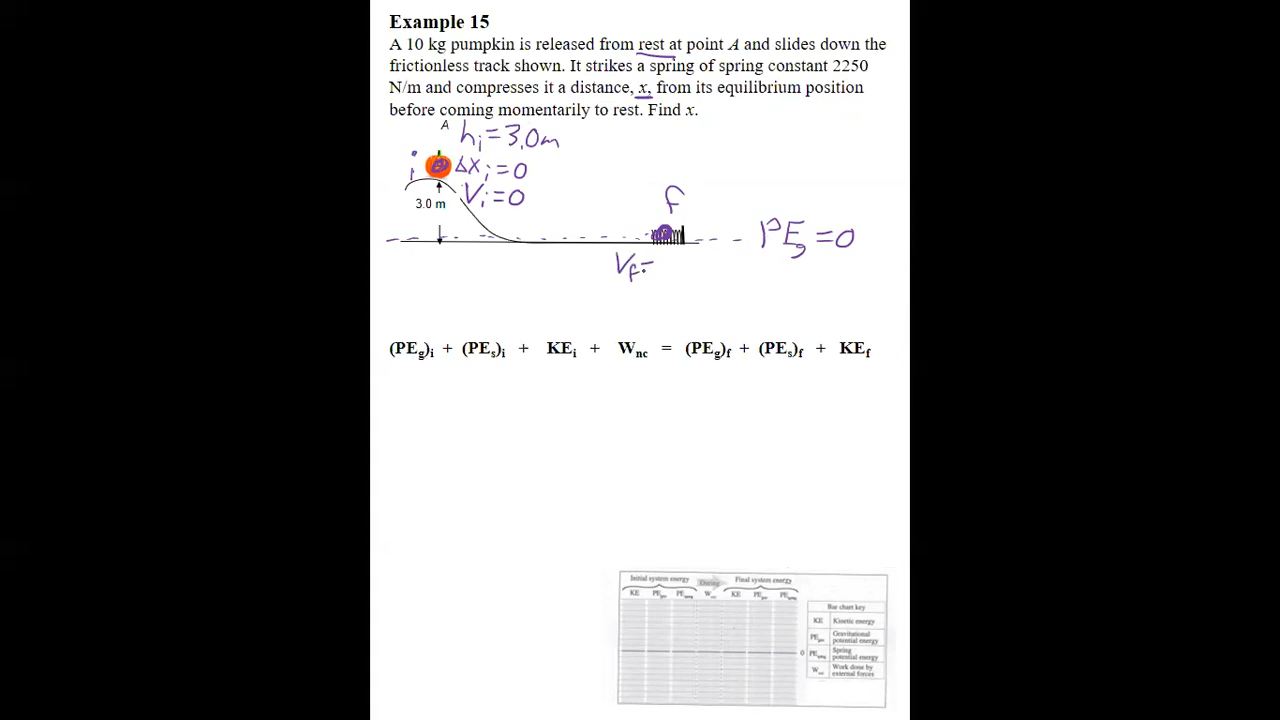 Example 15
A 10 kg pumpkin is released from rest at point A and slides down the
frictionless track shown. It strikes a spring of spring constant 2250
N/m and compresses it a distance, x, from its equilibrium position
before coming momentarily to rest. Find x.
A hᵢ = 3.0m
i Δxᵢ = 0
Vᵢ = 0
3.0 m
f
PEg = 0
Vf =
(PEg)i + (PEs)i + KEi + Wnc = (PEg)f + (PEs)f + KEf
Initial system energy Final system energy
KE KE
Bar chart key
KE Kinetic energy
Gravitational
potential energy
0 Spring
potential energy
Work done by
external forces